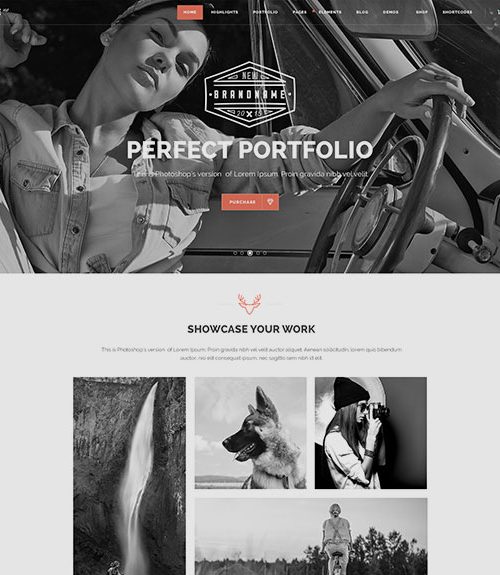 HOME HIGHLIGHTS PORTFOLIO PAGES ELEMENTS BLOG DEMOS SHOP SHORTCODES
NEW
BRANDNAME
20 15
PERFECT PORTFOLIO
This is Photoshop's version of Lorem Ipsum. Proin gravida nibh vel velit
PURCHASE
SHOWCASE YOUR WORK
This is Photoshop's version of Lorem Ipsum. Proin gravida nibh vel velit auctor aliquet. Aenean sollicitudin, lorem quis bibendum
auctor, nisi elit consequat ipsum, nec sagittis sem nibh id elit.